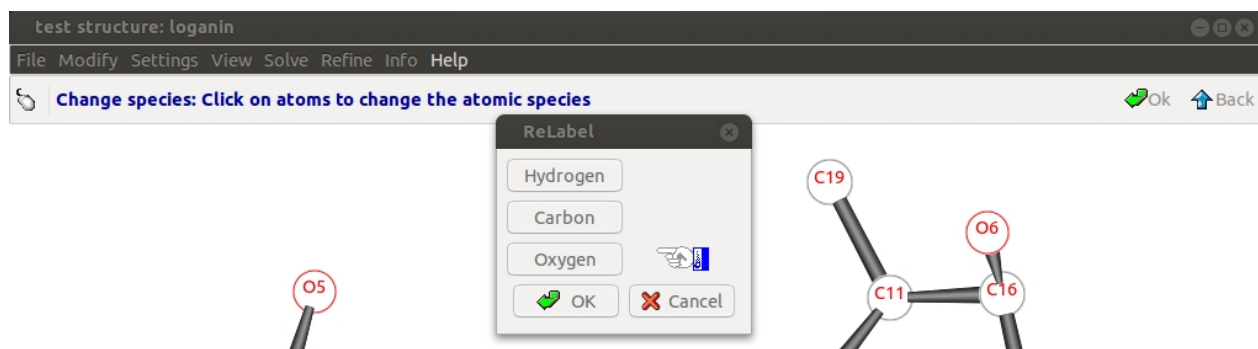 test structure: loganin
File Modify Settings View Solve Refine Info Help
Change species: Click on atoms to change the atomic species
Ok Back
ReLabel
Hydrogen
Carbon
Oxygen
OK Cancel
C19
O6
O5
C11
C16